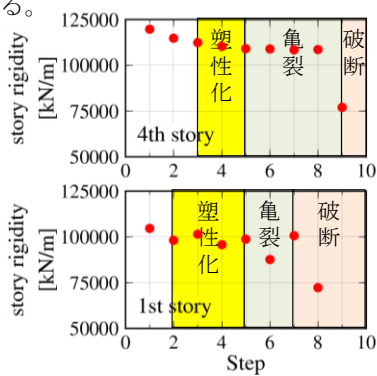 る。
125000
100000
75000
50000
story rigidity
[kN/m]
塑性化
亀裂
破断
4th story
0 2 4 6 8 10
125000
100000
75000
50000
story rigidity
[kN/m]
塑性化
亀裂
破断
1st story
0 2 4 6 8 10
Step